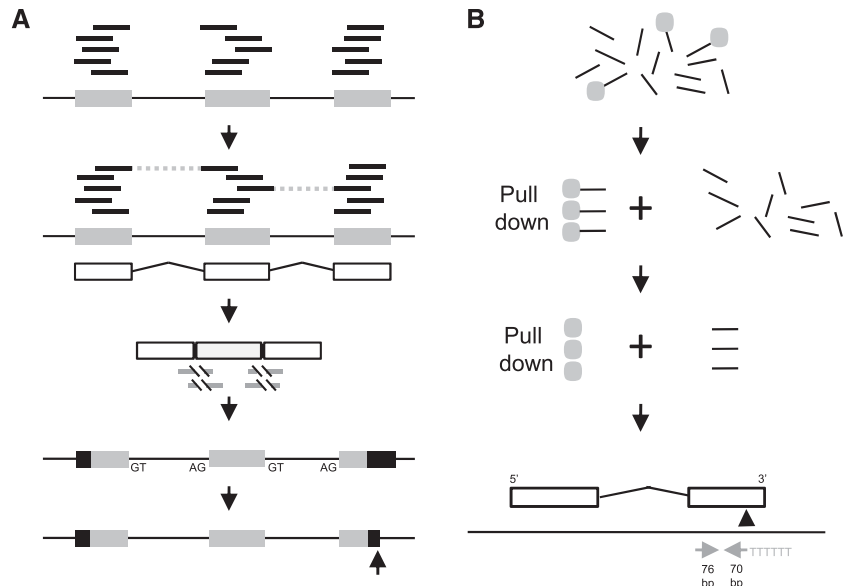 A
GT
AG
GT
AG
B
Pull
down
+
Pull
down
+
5'
3'
TTTTTT
76
70
bp
bp